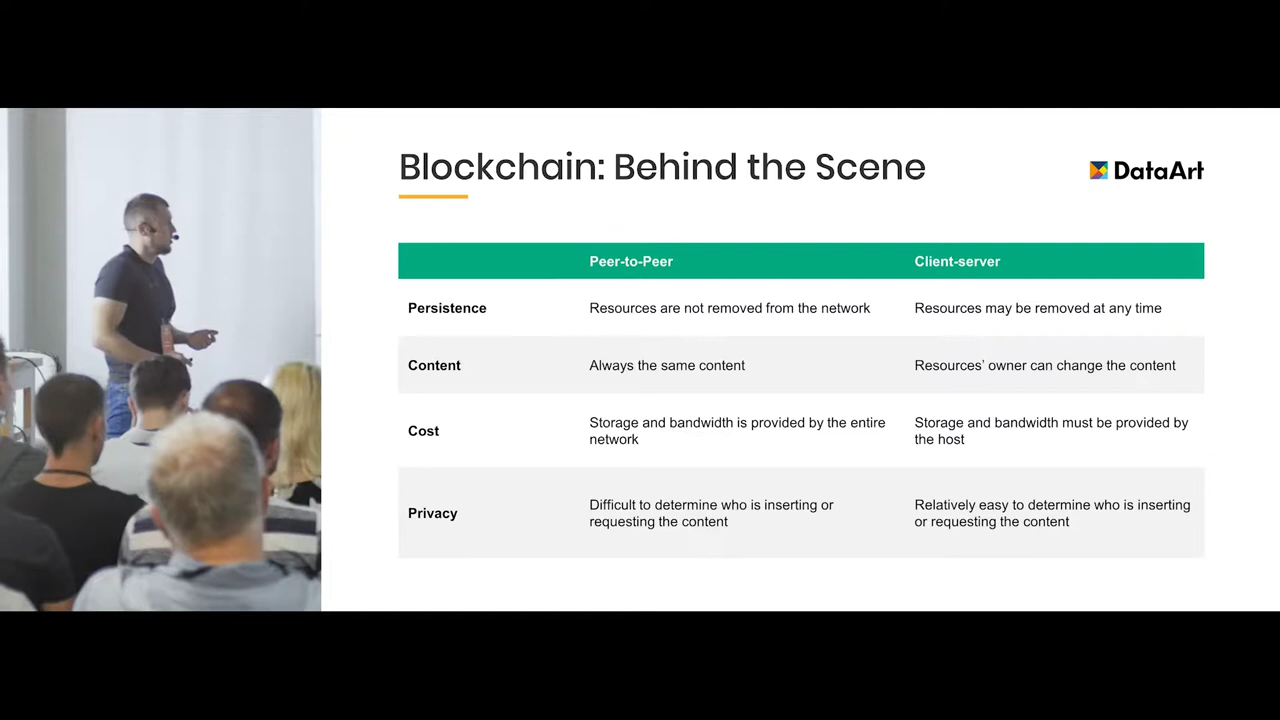 Blockchain: Behind the Scene
DataArt
Peer-to-Peer Client-server
Persistence Resources are not removed from the network Resources may be removed at any time
Content Always the same content Resources’ owner can change the content
Cost Storage and bandwidth is provided by the entire
network
Storage and bandwidth must be provided by
the host
Privacy Difficult to determine who is inserting or
requesting the content
Relatively easy to determine who is inserting
or requesting the content